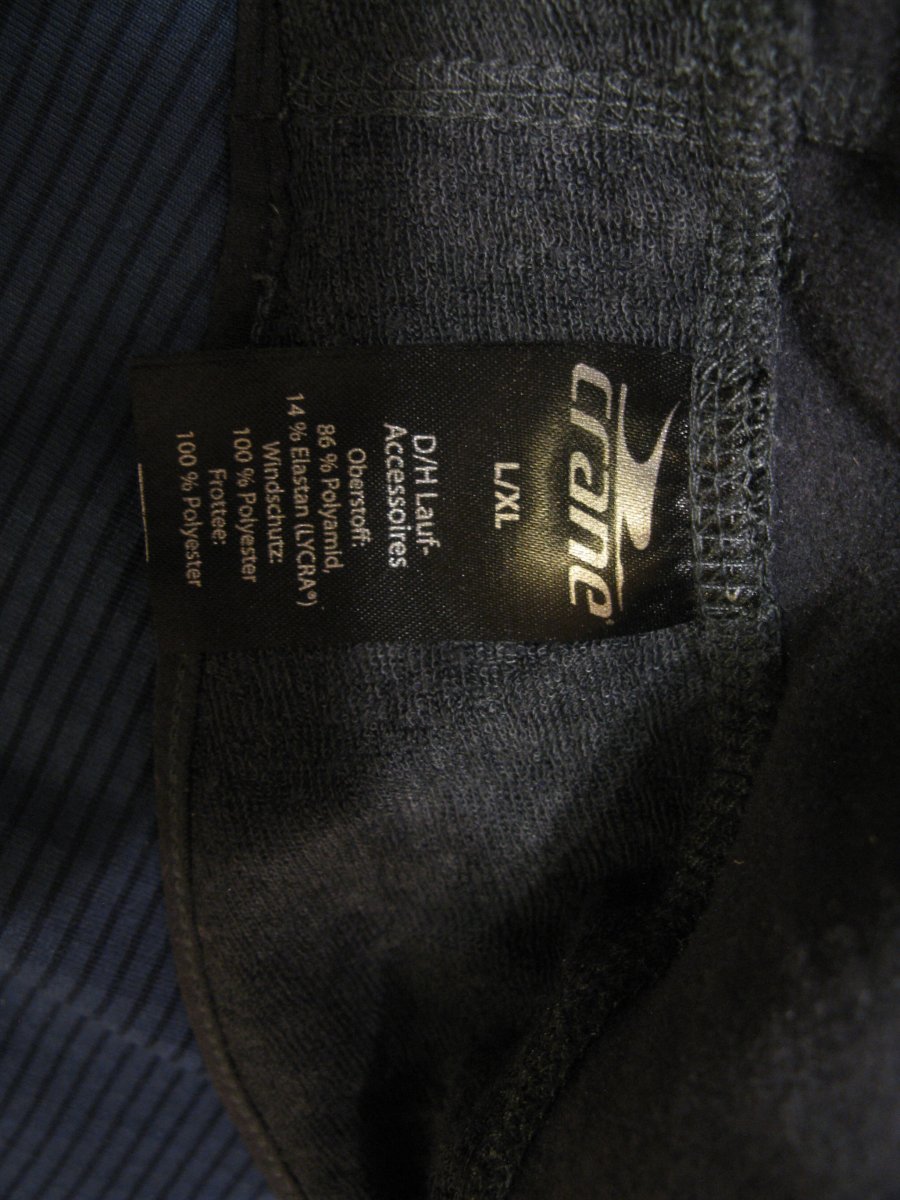 crane®
L/XL
D/H Lauf-
Accessoires
Oberstoff:
86 % Polyamid,
14 % Elastan (LYCRA®)
Windschutz:
100 % Polyester
Frottee:
100 % Polyester